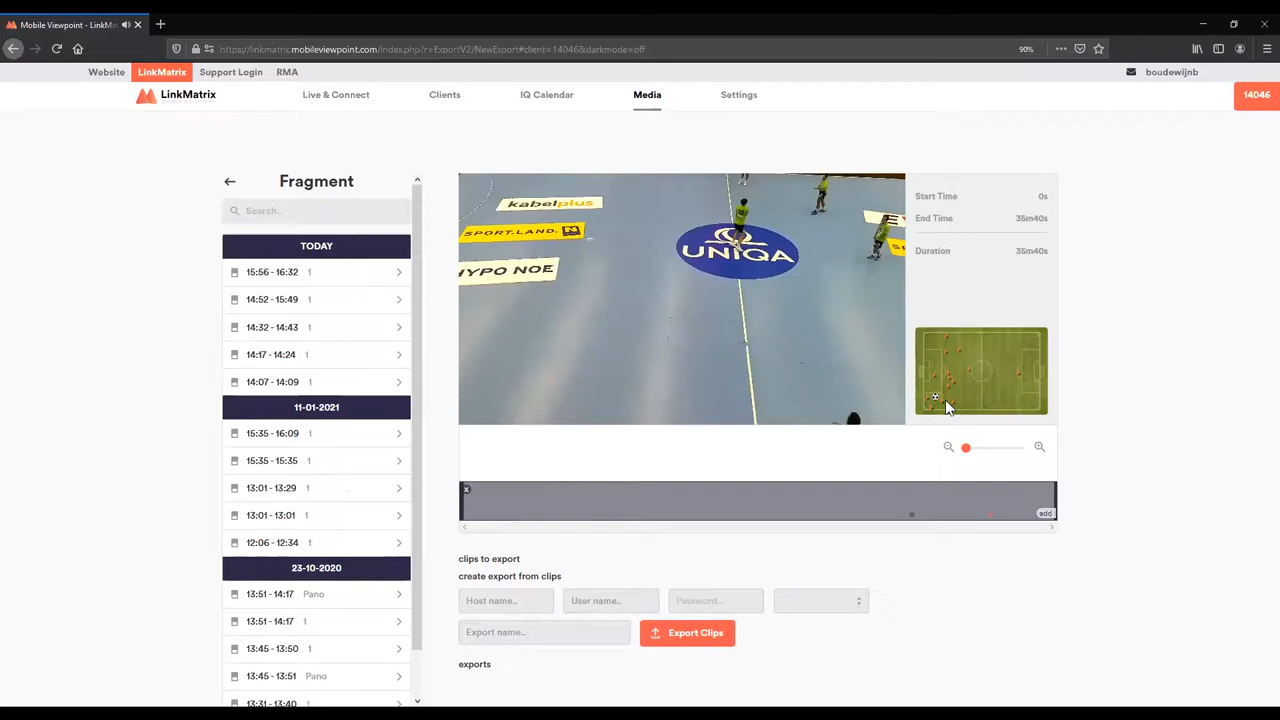 Mobile Viewpoint - LinkMat
https://linkmatrix.mobileviewpoint.com/index.php?r=ExportV2/NewExport#client=14046&darkmode=off
90%
Website LinkMatrix Support Login RMA
boudewijnb
LinkMatrix
Live & Connect Clients IQ Calendar Media Settings
14046
Fragment
Search...
TODAY
15:56 - 16:32 1
14:52 - 15:49 1
14:32 - 14:43 1
14:17 - 14:24 1
14:07 - 14:09 1
11-01-2021
15:35 - 16:09 1
15:35 - 15:35 1
13:01 - 13:29 1
13:01 - 13:01 1
12:06 - 12:34 1
23-10-2020
13:51 - 14:17 Pano
13:51 - 14:17 1
13:45 - 13:50 1
13:45 - 13:51 Pano
13:31 - 13:40 1
kabelplus
SPORT.LAND. N
HYPO NOE
UNIQA
Start Time 0s
End Time 35m40s
Duration 35m40s
x
add
clips to export
create export from clips
Host name..
User name..
Password..
Export name..
Export Clips
exports